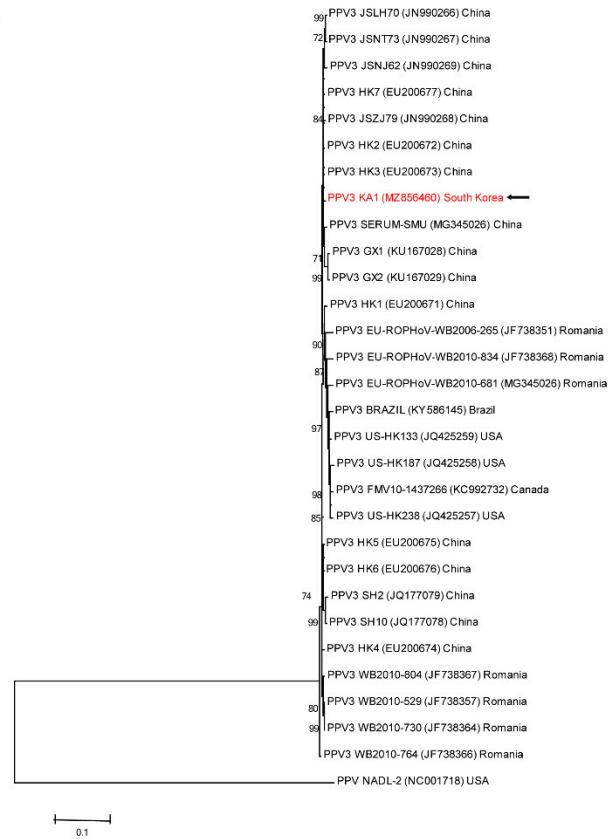 99
PPV3 JSLH70 (JN990266) China
72
PPV3 JSNT73 (JN990267) China
PPV3 JSNJ62 (JN990269) China
PPV3 HK7 (EU200677) China
84
PPV3 JSZJ79 (JN990268) China
PPV3 HK2 (EU200672) China
PPV3 HK3 (EU200673) China
PPV3 KA1 (MZ856460) South Korea
PPV3 SERUM-SMU (MG345026) China
71
PPV3 GX1 (KU167028) China
99
PPV3 GX2 (KU167029) China
PPV3 HK1 (EU200671) China
PPV3 EU-ROPHoV-WB2006-265 (JF738351) Romania
90
PPV3 EU-ROPHoV-WB2010-834 (JF738368) Romania
87
PPV3 EU-ROPHoV-WB2010-681 (MG345026) Romania
PPV3 BRAZIL (KY586145) Brazil
97
PPV3 US-HK133 (JQ425259) USA
PPV3 US-HK187 (JQ425258) USA
98
PPV3 FMV10-1437266 (KC992732) Canada
85
PPV3 US-HK238 (JQ425257) USA
PPV3 HK5 (EU200675) China
PPV3 HK6 (EU200676) China
74
PPV3 SH2 (JQ177079) China
99
PPV3 SH10 (JQ177078) China
PPV3 HK4 (EU200674) China
PPV3 WB2010-804 (JF738367) Romania
80
PPV3 WB2010-529 (JF738357) Romania
99
PPV3 WB2010-730 (JF738364) Romania
PPV3 WB2010-764 (JF738366) Romania
PPV NADL-2 (NC001718) USA
0.1